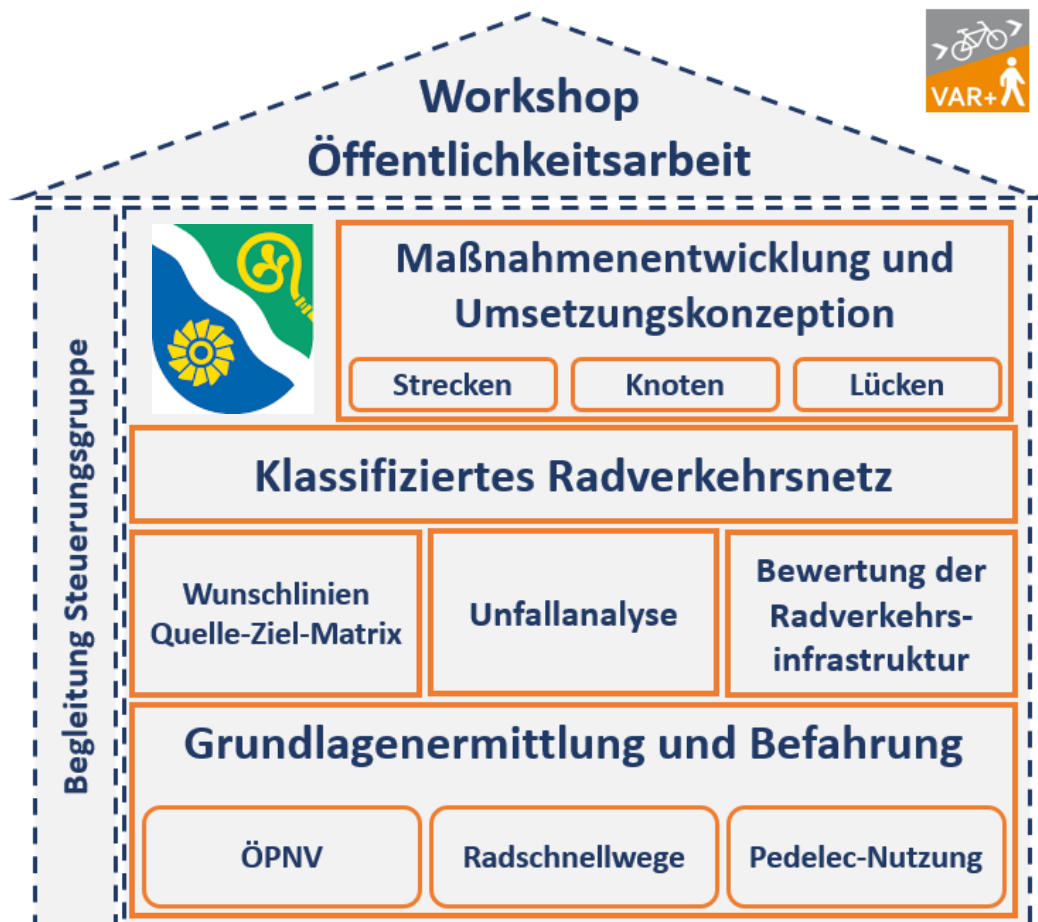 VAR+
Workshop
Öffentlichkeitsarbeit
Begleitung Steuerungsgruppe
Maßnahmenentwicklung und
Umsetzungskonzeption
Strecken
Knoten
Lücken
Klassifiziertes Radverkehrsnetz
Wunschlinien
Quelle-Ziel-Matrix
Unfallanalyse
Bewertung der
Radverkehrs-
infrastruktur
Grundlagenermittlung und Befahrung
ÖPNV
Radschnellwege
Pedelec-Nutzung